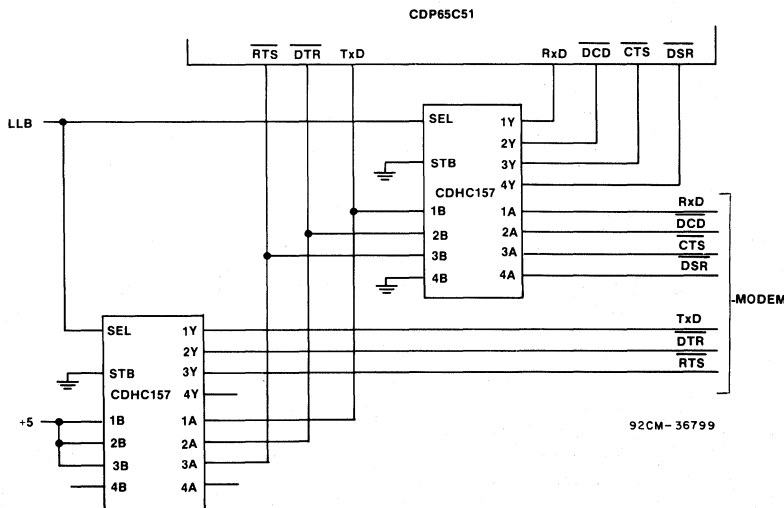 CDP65C51
RTS DTR TxD RxD DCD CTS DSR
LLB
SEL 1Y
2Y
STB 3Y
4Y
CDHC157
1B 1A RxD
2B 2A DCD
3B 3A CTS
4B 4A DSR
MODEM
SEL 1Y TxD
2Y DTR
STB 3Y RTS
CDHC157 4Y
+5 1B 1A
2B 2A
3B 3A
4B 4A
92CM-36799